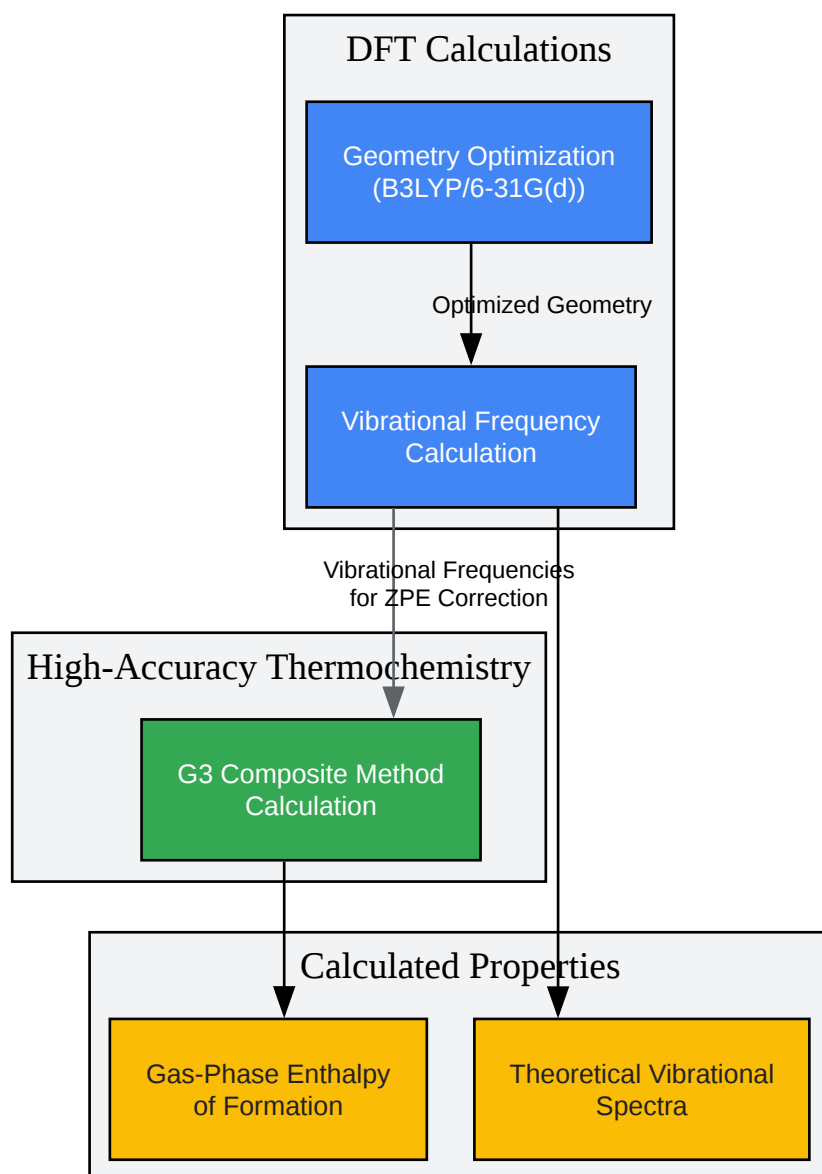 DFT Calculations
Geometry Optimization
(B3LYP/6-31G(d))
Optimized Geometry
Vibrational Frequency
Calculation
Vibrational Frequencies
for ZPE Correction
High-Accuracy Thermochemistry
G3 Composite Method
Calculation
Calculated Properties
Gas-Phase Enthalpy
of Formation
Theoretical Vibrational
Spectra